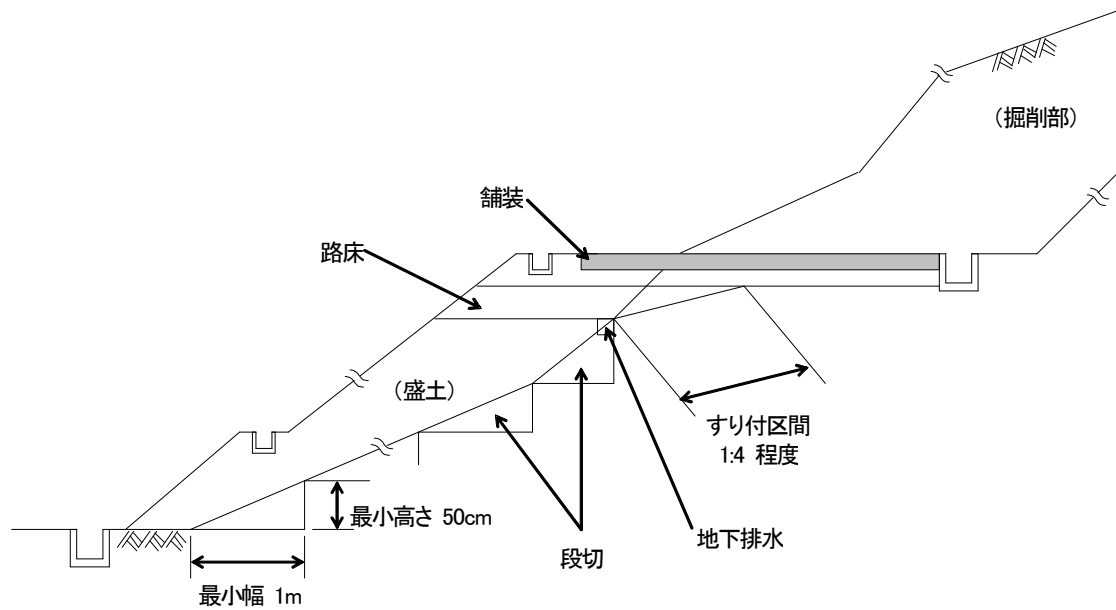 （掘削部）
舗装
路床
（盛土）
すり付区間
1:4 程度
最小高さ 50cm
地下排水
段切
最小幅 1m